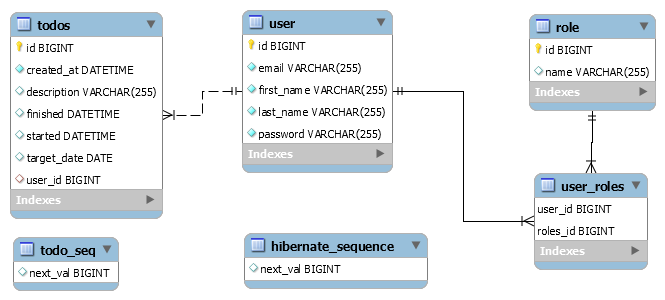 todos
id BIGINT
created_at DATETIME
description VARCHAR(255)
finished DATETIME
started DATETIME
target_date DATE
user_id BIGINT
Indexes
user
id BIGINT
email VARCHAR(255)
first_name VARCHAR(255)
last_name VARCHAR(255)
password VARCHAR(255)
Indexes
role
id BIGINT
name VARCHAR(255)
Indexes
user_roles
user_id BIGINT
roles_id BIGINT
Indexes
todo_seq
next_val BIGINT
hibernate_sequence
next_val BIGINT